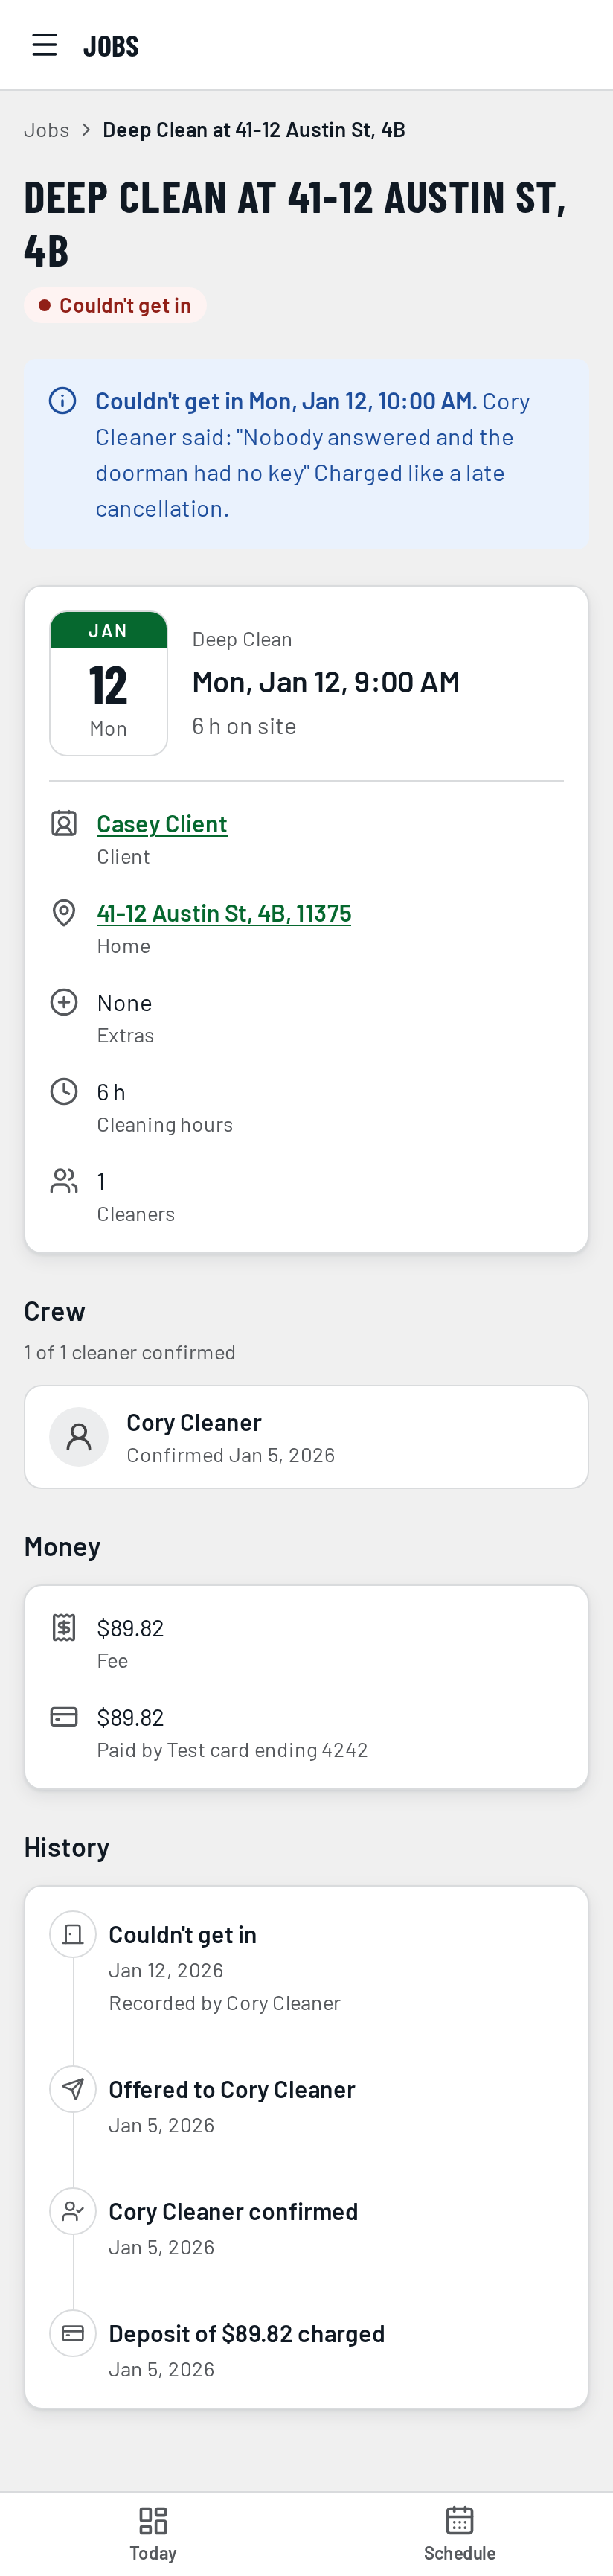 JOBS
Jobs > Deep Clean at 41-12 Austin St, 4B
DEEP CLEAN AT 41-12 AUSTIN ST,
4B
Couldn't get in
Couldn't get in Mon, Jan 12, 10:00 AM. Cory
Cleaner said: "Nobody answered and the
doorman had no key" Charged like a late
cancellation.
JAN
12
Mon
Deep Clean
Mon, Jan 12, 9:00 AM
6 h on site
Casey Client
Client
41-12 Austin St, 4B, 11375
Home
None
Extras
6 h
Cleaning hours
1
Cleaners
Crew
1 of 1 cleaner confirmed
Cory Cleaner
Confirmed Jan 5, 2026
Money
$89.82
Fee
$89.82
Paid by Test card ending 4242
History
Couldn't get in
Jan 12, 2026
Recorded by Cory Cleaner
Offered to Cory Cleaner
Jan 5, 2026
Cory Cleaner confirmed
Jan 5, 2026
Deposit of $89.82 charged
Jan 5, 2026
Today
Schedule